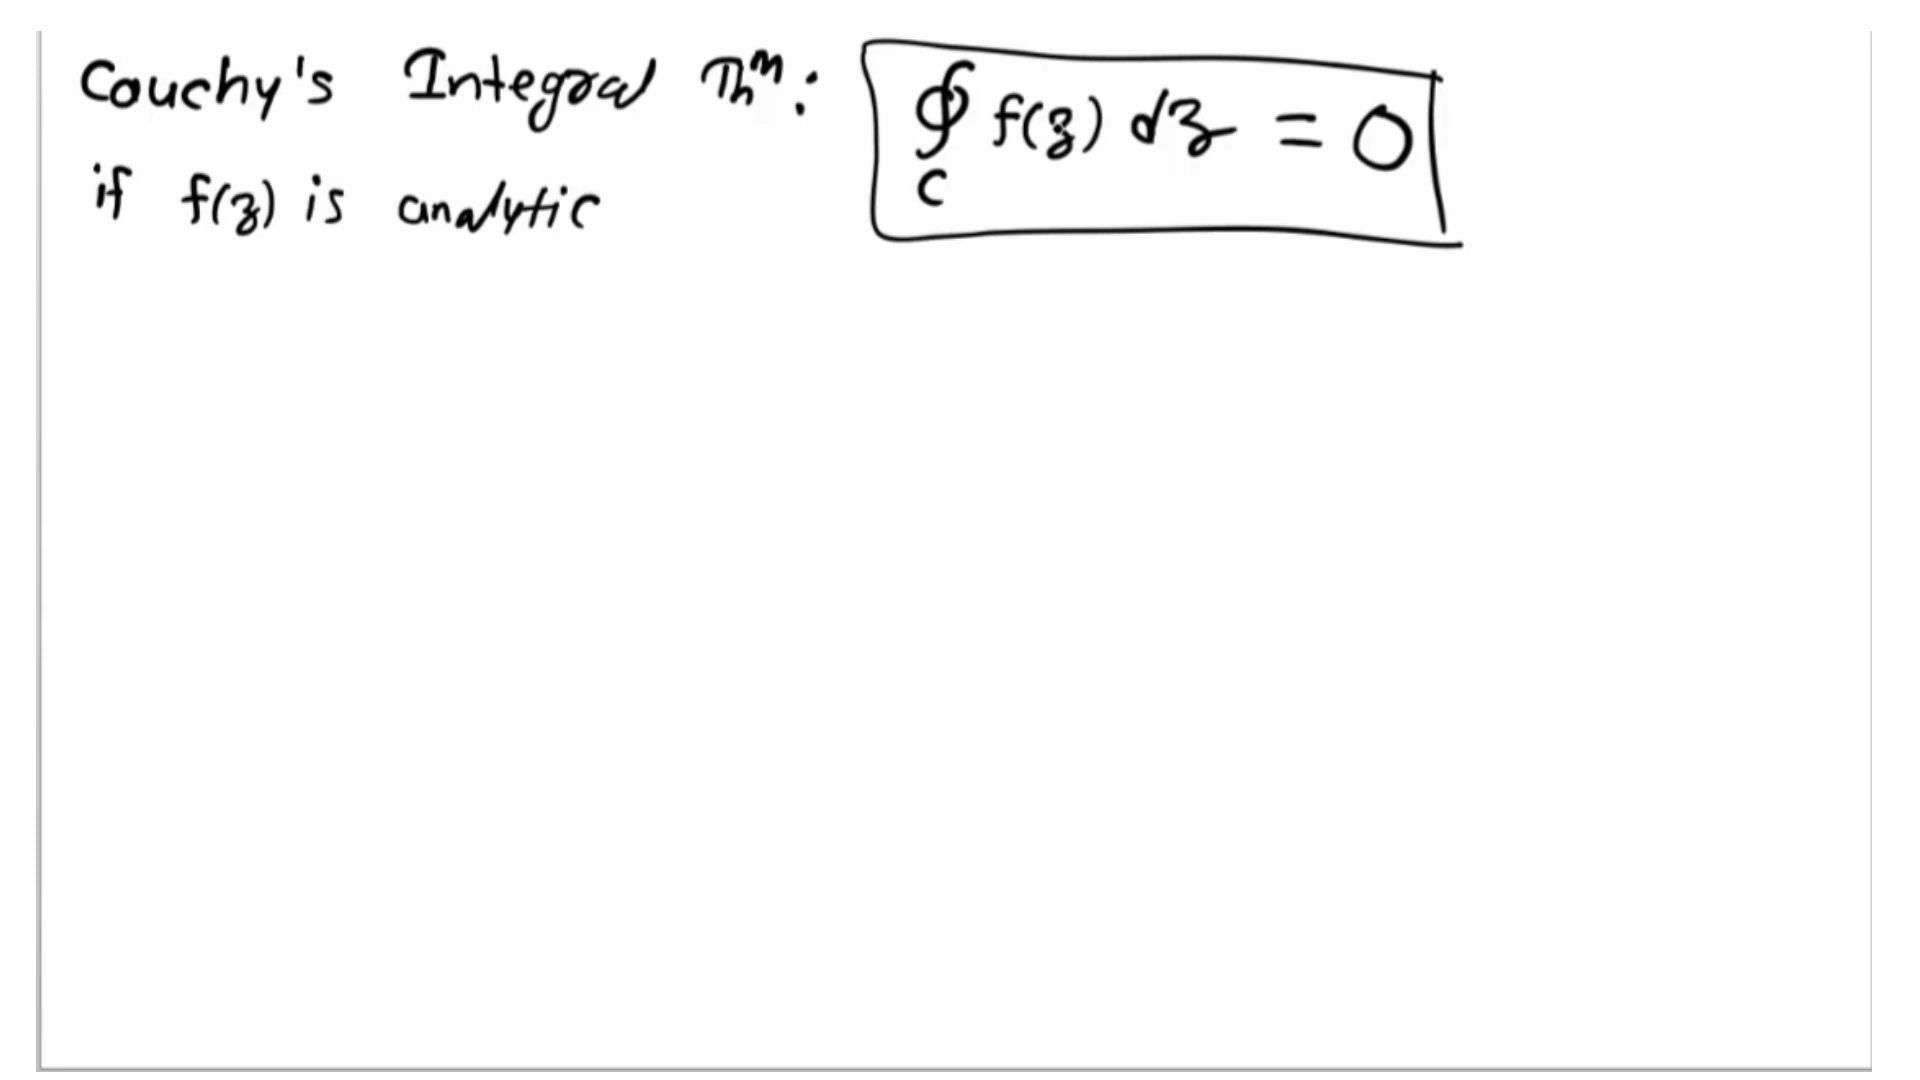 Cauchy's Integral Thm: ∮_C f(z) dz = 0
if f(z) is analytic